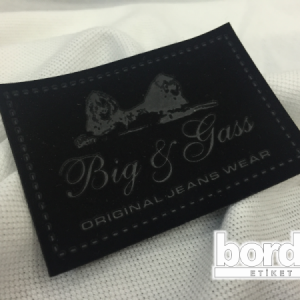 Big & Gass
ORIGINAL JEANS WEAR
bord
ETİKET